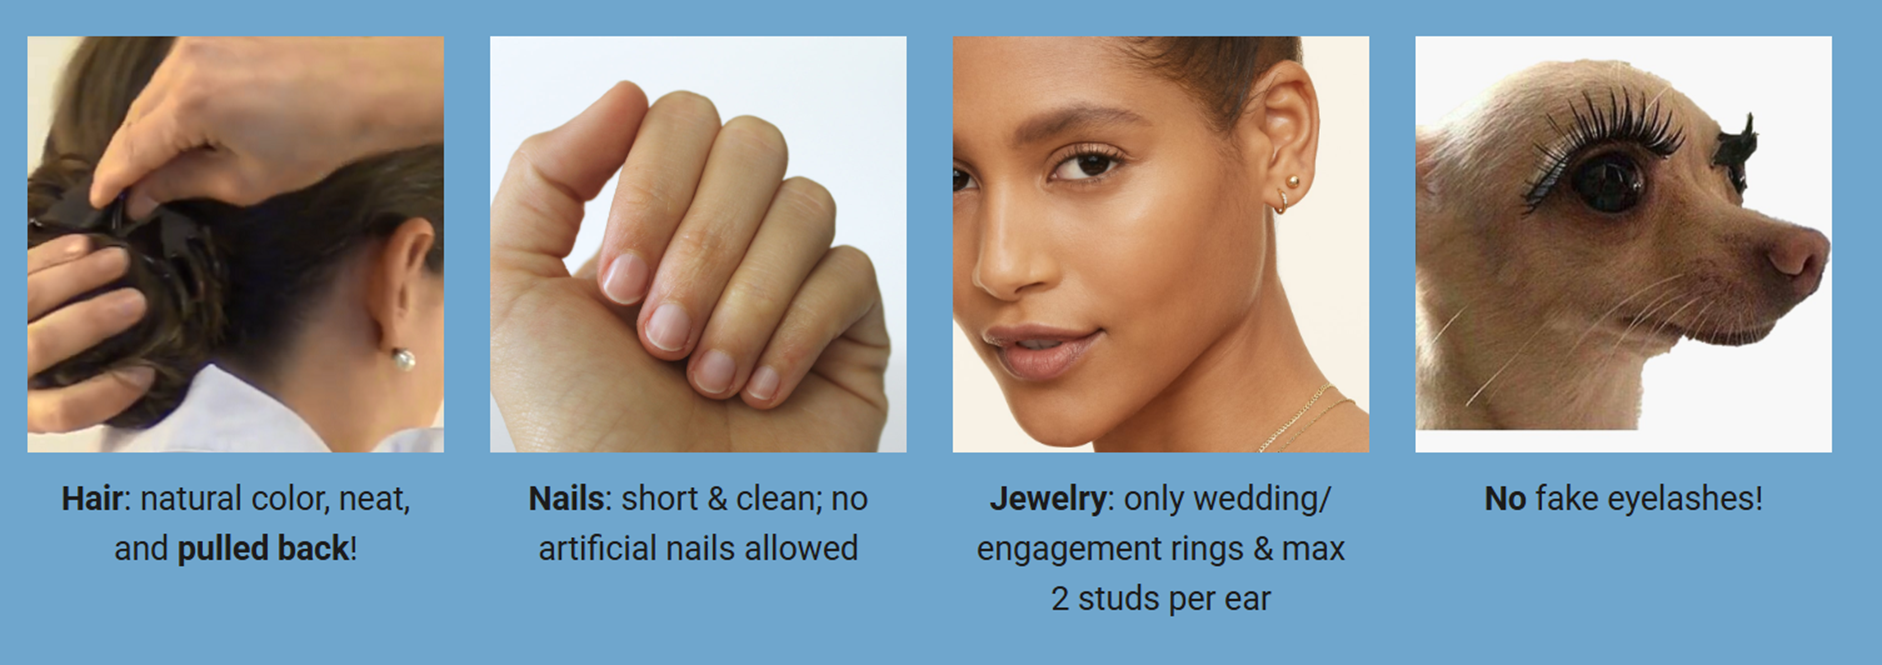 Hair: natural color, neat,
and pulled back!
Nails: short & clean; no
artificial nails allowed
Jewelry: only wedding/
engagement rings & max
2 studs per ear
No fake eyelashes!